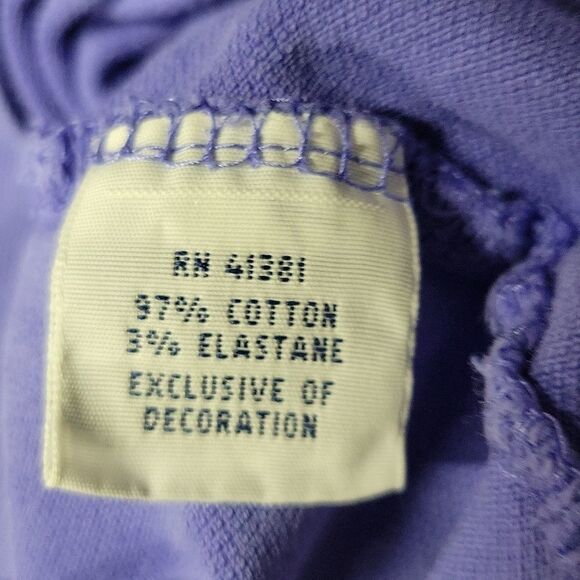 RN 41381
97% COTTON
3% ELASTANE
EXCLUSIVE OF
DECORATION